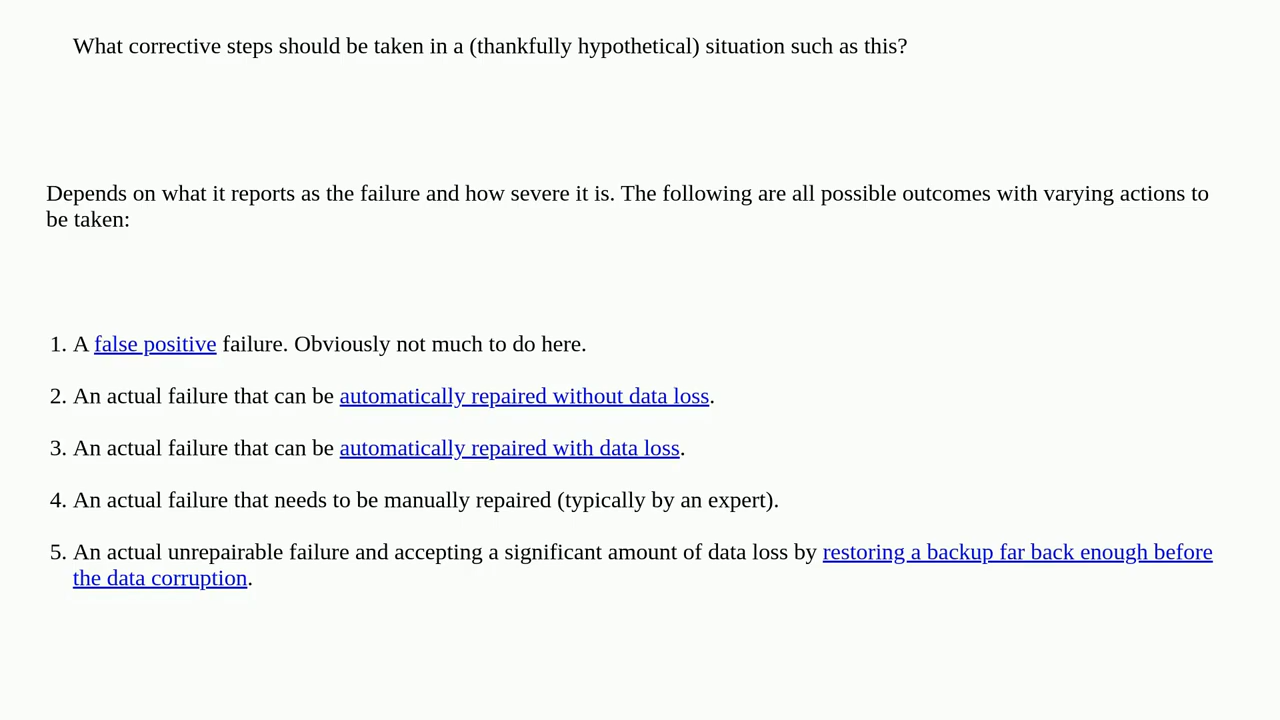 What corrective steps should be taken in a (thankfully hypothetical) situation such as this?
Depends on what it reports as the failure and how severe it is. The following are all possible outcomes with varying actions to
be taken:
1. A false positive failure. Obviously not much to do here.
2. An actual failure that can be automatically repaired without data loss.
3. An actual failure that can be automatically repaired with data loss.
4. An actual failure that needs to be manually repaired (typically by an expert).
5. An actual unrepairable failure and accepting a significant amount of data loss by restoring a backup far back enough before
the data corruption.